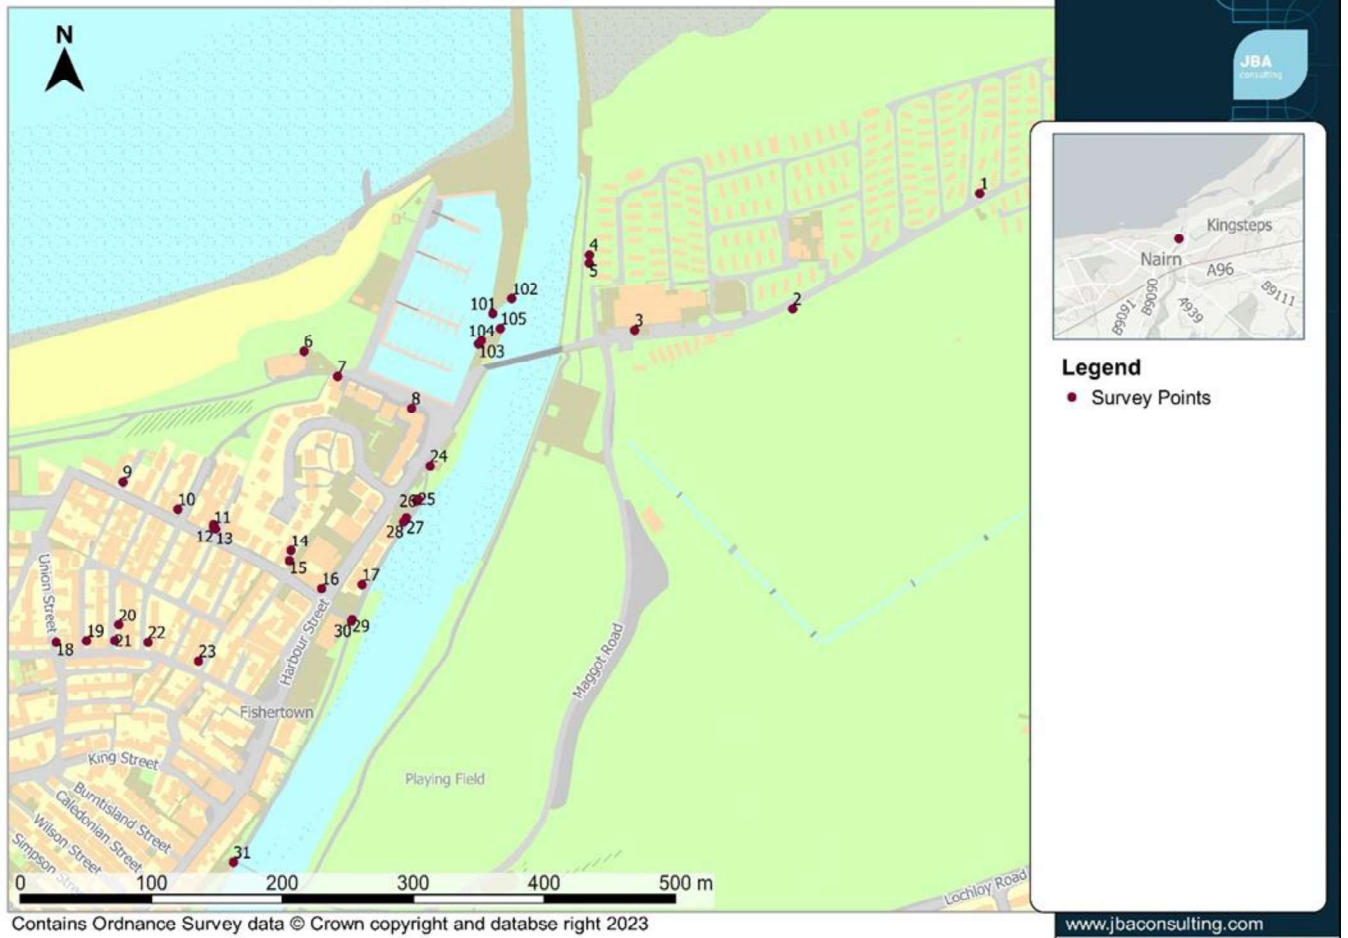 N
JBA
consulting
1
Kingsteps
Nairn
A96
B9090
B9091
A939
B9111
4
5
102
101
105
104
103
2
3
6
7
8
Legend
Survey Points
24
9
26 25
10
28 27
11
12 13
14
15
16
17
Union Street
20
19
21
22
18
23
30 29
Harbour Street
Maggot Road
Fishertown
King Street
Playing Field
Burntisland Street
Caledonian Street
Wilson Street
Simpson
31
0 100 200 300 400 500 m
Lochloy Road
Contains Ordnance Survey data © Crown copyright and databse right 2023
www.jbaconsulting.com